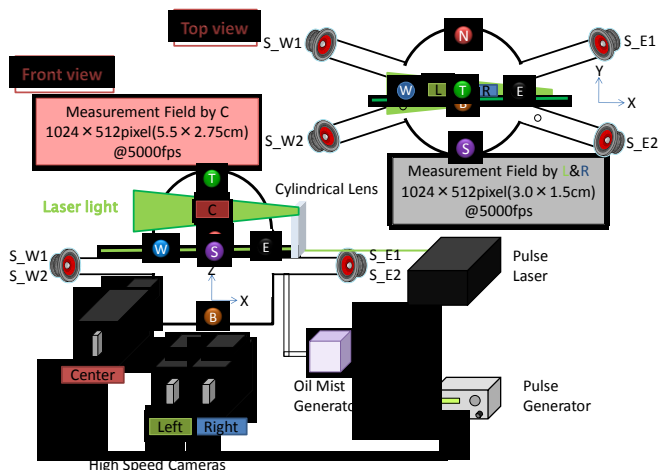 Top view
S_W1
N
S_E1
Front view
W
L
T
R
E
B
Y
X
Measurement Field by C
1024×512pixel(5.5×2.75cm)
@5000fps
S_W2
S
S_E2
Measurement Field by L&R
1024×512pixel(3.0×1.5cm)
@5000fps
T
Cylindrical Lens
Laser light
C
W
S
E
S_W1
S_W2
S_E1
S_E2
Z
X
Pulse
Laser
B
Center
Oil Mist
Generator
Pulse
Generator
Left
Right
High Speed Cameras